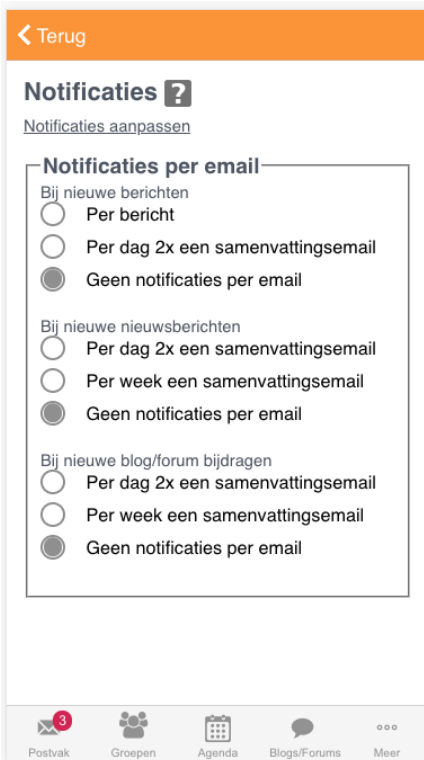 Terug
Notificaties ?
Notificaties aanpassen
Notificaties per email
Bij nieuwe berichten
Per bericht
Per dag 2x een samenvattingsemail
Geen notificaties per email
Bij nieuwe nieuwsberichten
Per dag 2x een samenvattingsemail
Per week een samenvattingsemail
Geen notificaties per email
Bij nieuwe blog/forum bijdragen
Per dag 2x een samenvattingsemail
Per week een samenvattingsemail
Geen notificaties per email
3
Postvak Groepen Agenda Blogs/Forums Meer